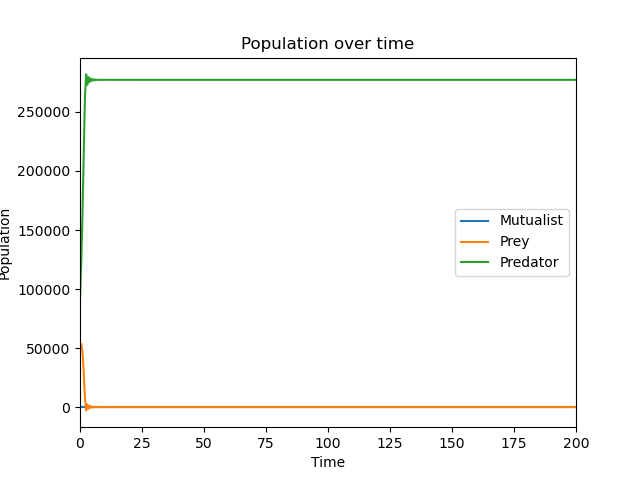 Population over time
250000
200000
150000
100000
50000
0
Population
Mutualist
Prey
Predator
0 25 50 75 100 125 150 175 200
Time